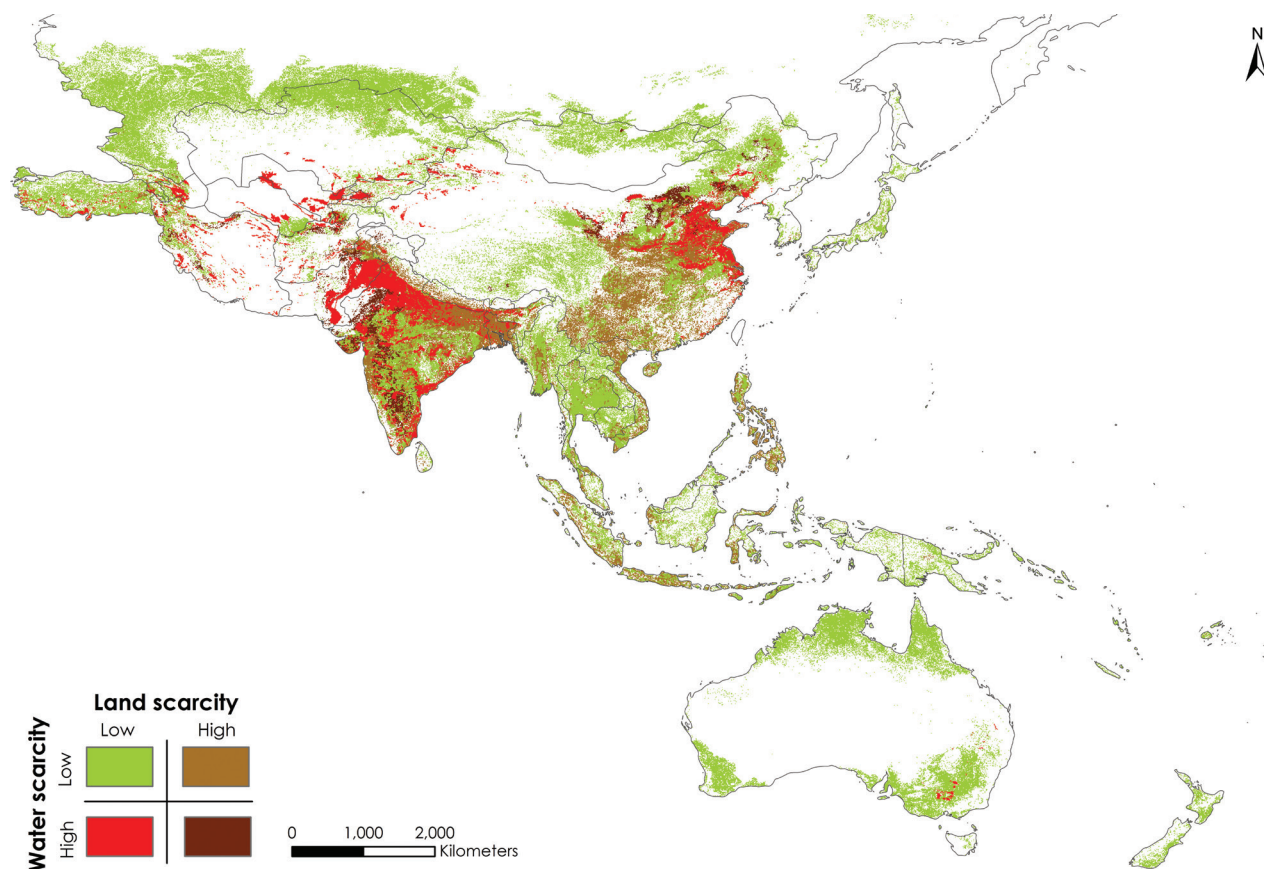 N
Land scarcity
Low High
Water scarcity
Low
High
0 1,000 2,000
Kilometers